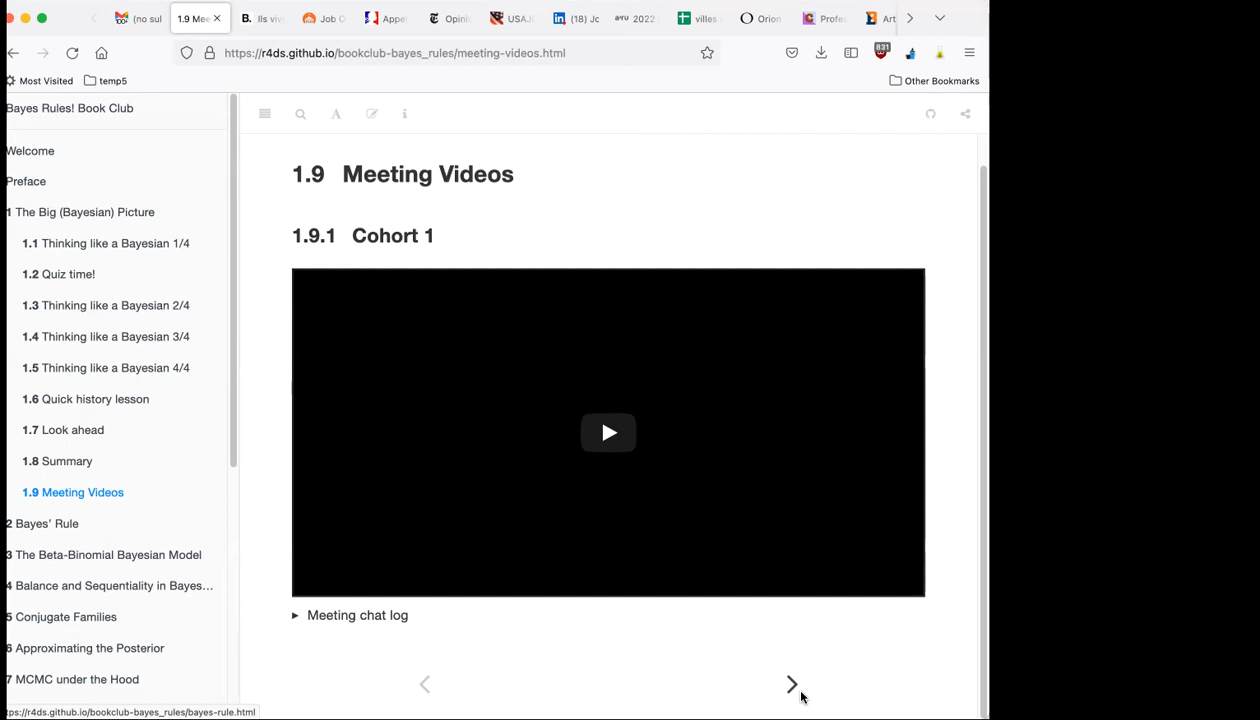 (no sul
1.9 Mee
B. Ils viv
Job O
Appe
Opini
USAJ
(18) Jo
2022
villes
Orion
Profe
Art
https://r4ds.github.io/bookclub-bayes_rules/meeting-videos.html
831
Most Visited
temp5
Other Bookmarks
Bayes Rules! Book Club
Welcome
Preface
1 The Big (Bayesian) Picture
1.1 Thinking like a Bayesian 1/4
1.2 Quiz time!
1.3 Thinking like a Bayesian 2/4
1.4 Thinking like a Bayesian 3/4
1.5 Thinking like a Bayesian 4/4
1.6 Quick history lesson
1.7 Look ahead
1.8 Summary
1.9 Meeting Videos
2 Bayes' Rule
3 The Beta-Binomial Bayesian Model
4 Balance and Sequentiality in Bayes...
5 Conjugate Families
6 Approximating the Posterior
7 MCMC under the Hood
tps://r4ds.github.io/bookclub-bayes_rules/bayes-rule.html
1.9 Meeting Videos
1.9.1 Cohort 1
Meeting chat log